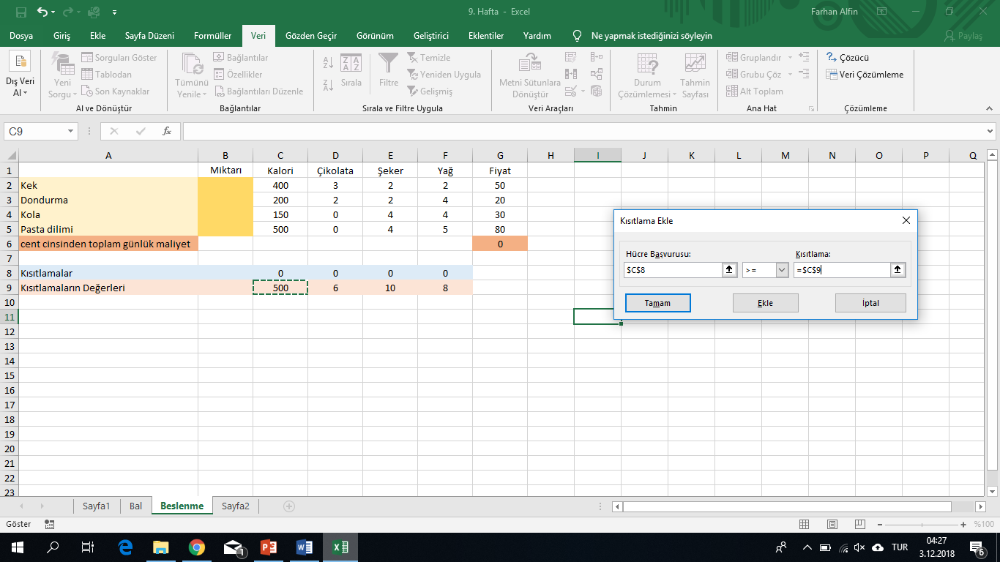 9. Hafta - Excel
Farhan Alfin
Dosya Giriş Ekle Sayfa Düzeni Formüller Veri Gözden Geçir Görünüm Geliştirici Eklentiler Yardım Ne yapmak istediğinizi söyleyin Paylaş
Dış Veri Al
Yeni Sorgu
Sorguları Göster
Tablodan
Son Kaynaklar
Al ve Dönüştür
Tümünü Yenile
Bağlantılar
Özellikler
Bağlantıları Düzenle
Bağlantılar
Sırala
Filtre
Temizle
Yeniden Uygula
Gelişmiş
Sırala ve Filtre Uygula
Metni Sütunlara Dönüştür
Veri Araçları
Durum Çözümlemesi
Tahmin Sayfası
Tahmin
Gruplandır
Grubu Çöz
Alt Toplam
Ana Hat
Çözücü
Veri Çözümleme
Çözümleme
C9 fx
A B C D E F G H I J K L M N O P Q
1 Miktarı Kalori Çikolata Şeker Yağ Fiyat
2 Kek 400 3 2 2 50
3 Dondurma 200 2 2 4 20
4 Kola 150 0 4 4 30
5 Pasta dilimi 500 0 4 5 80
6 cent cinsinden toplam günlük maliyet 0
7
8 Kısıtlamalar 0 0 0 0
9 Kısıtlamaların Değerleri 500 6 10 8
10
11
12
13
14
15
16
17
18
19
20
21
22
23
Kısıtlama Ekle
Hücre Başvurusu: Kısıtlama:
$C$8 >= =$C$9
Tamam Ekle İptal
Sayfa1 Bal Beslenme Sayfa2
Göster %100
1 TUR 04:27
3.12.2018 6